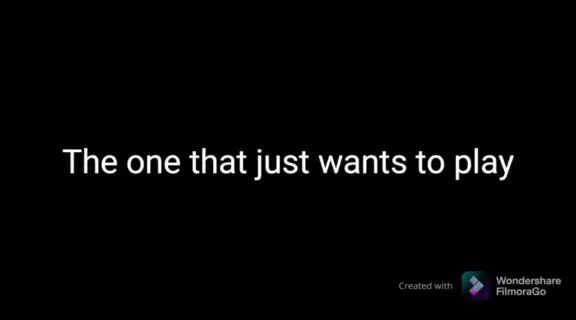 The one that just wants to play
Created with
Wondershare
FilmoraGo